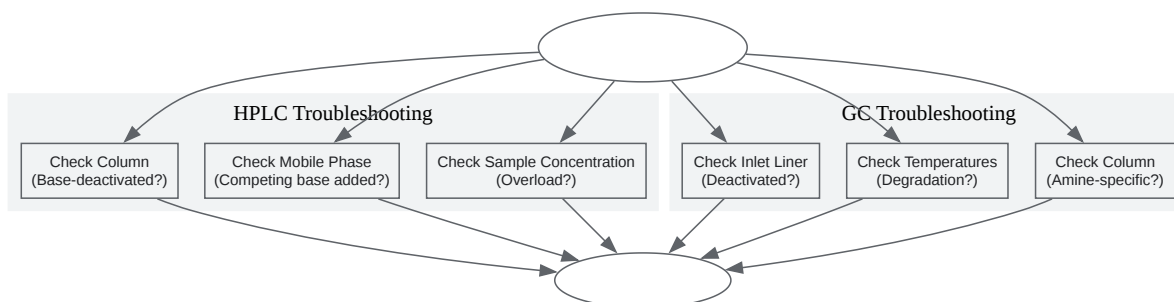 HPLC Troubleshooting
GC Troubleshooting
Check Column
(Base-deactivated?)
Check Mobile Phase
(Competing base added?)
Check Sample Concentration
(Overload?)
Check Inlet Liner
(Deactivated?)
Check Temperatures
(Degradation?)
Check Column
(Amine-specific?)